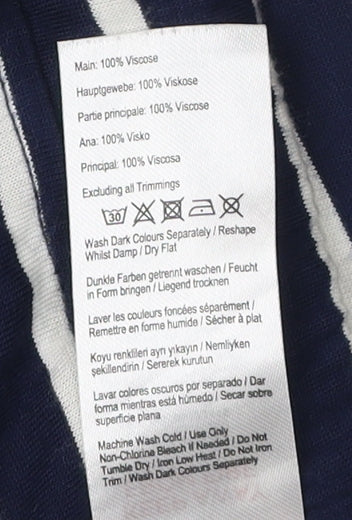 Main: 100% Viscose
Hauptgewebe: 100% Viskose
Partie principale: 100% Viscose
Ana: 100% Visko
Principal: 100% Viscosa
Excluding all Trimmings
30
Wash Dark Colours Separately / Reshape
Whilst Damp / Dry Flat
Dunkle Farben getrennt waschen / Feucht
in Form bringen / Liegend trocknen
Laver les couleurs foncées séparément /
Remettre en forme humide / Sécher à plat
Koyu renklileri ayrı yıkayın / Nemliyken
şekillendirin / Sererek kurutun
Lavar colores oscuros por separado / Dar
forma mientras está húmedo / Secar sobre
superficie plana
Machine Wash Cold / Use Only
Non-Chlorine Bleach If Needed / Do Not
Tumble Dry / Iron Low Heat / Do Not Iron
Trim / Wash Dark Colours Separately